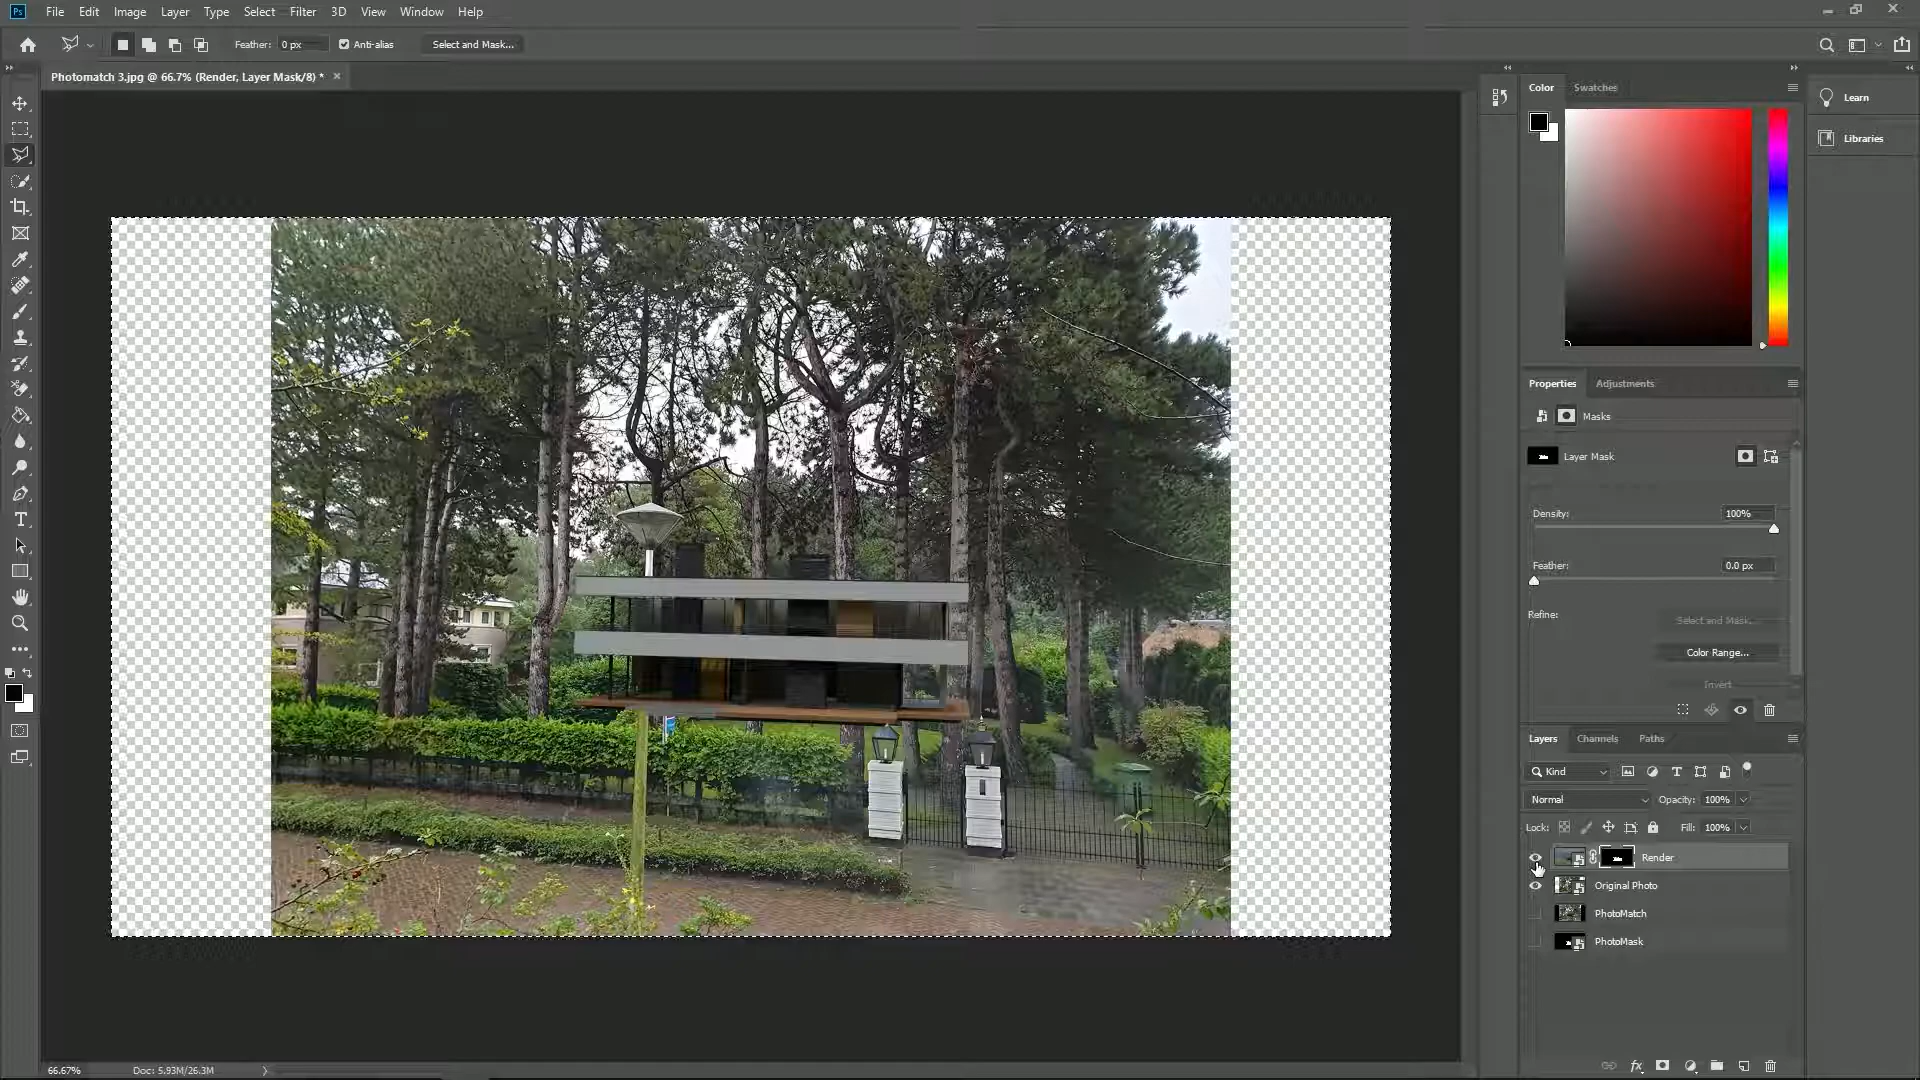 Ps File Edit Image Layer Type Select Filter 3D View Window Help
Feather: 0 px Anti-alias Select and Mask...
Photomatch 3.jpg @ 66.7% (Render, Layer Mask/8) * ×
Color Swatches
Learn
Libraries
Properties Adjustments
Masks
Layer Mask
Density: 100%
Feather: 0.0 px
Refine: Select and Mask...
Color Range...
Invert
Layers Channels Paths
Kind
Normal Opacity: 100%
Lock: Fill: 100%
Render
Original Photo
PhotoMatch
PhotoMask
fx
66.67% Doc: 5.93M/26.3M